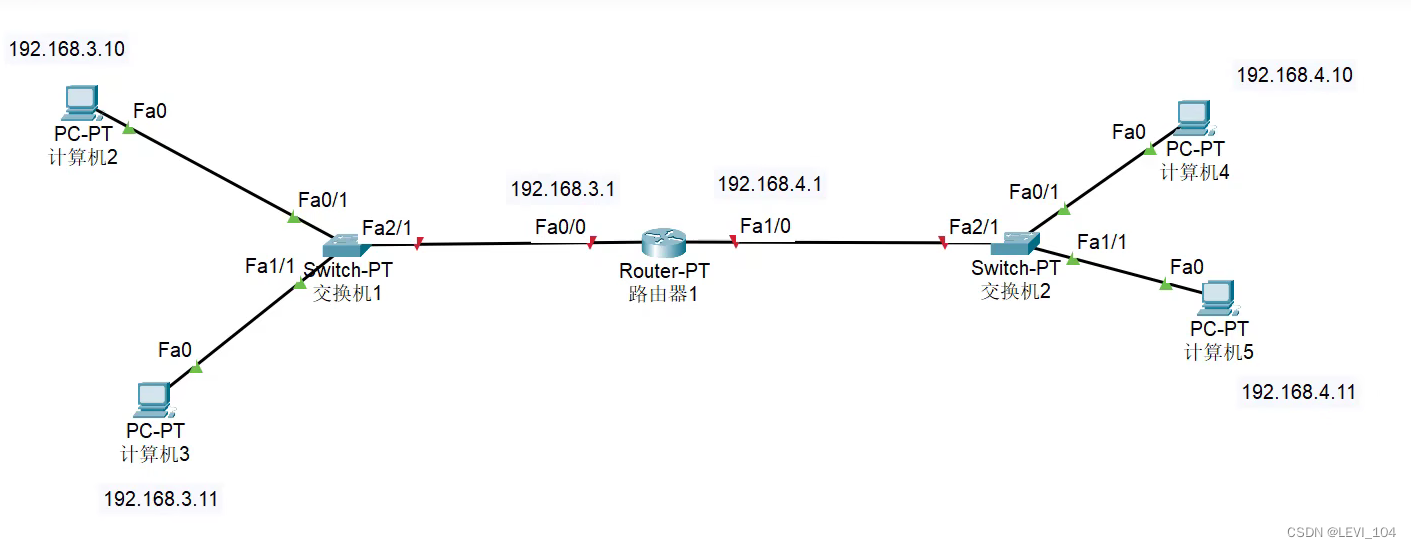 192.168.3.10
Fa0
PC-PT
计算机2
Fa0/1
Fa2/1
Fa1/1
Switch-PT
交换机1
Fa0
PC-PT
计算机3
192.168.3.11
192.168.3.1
Fa0/0
192.168.4.1
Fa1/0
Router-PT
路由器1
192.168.4.10
Fa0
PC-PT
计算机4
Fa0/1
Fa2/1
Fa1/1
Switch-PT
交换机2
Fa0
PC-PT
计算机5
192.168.4.11
CSDN @LEVI_104